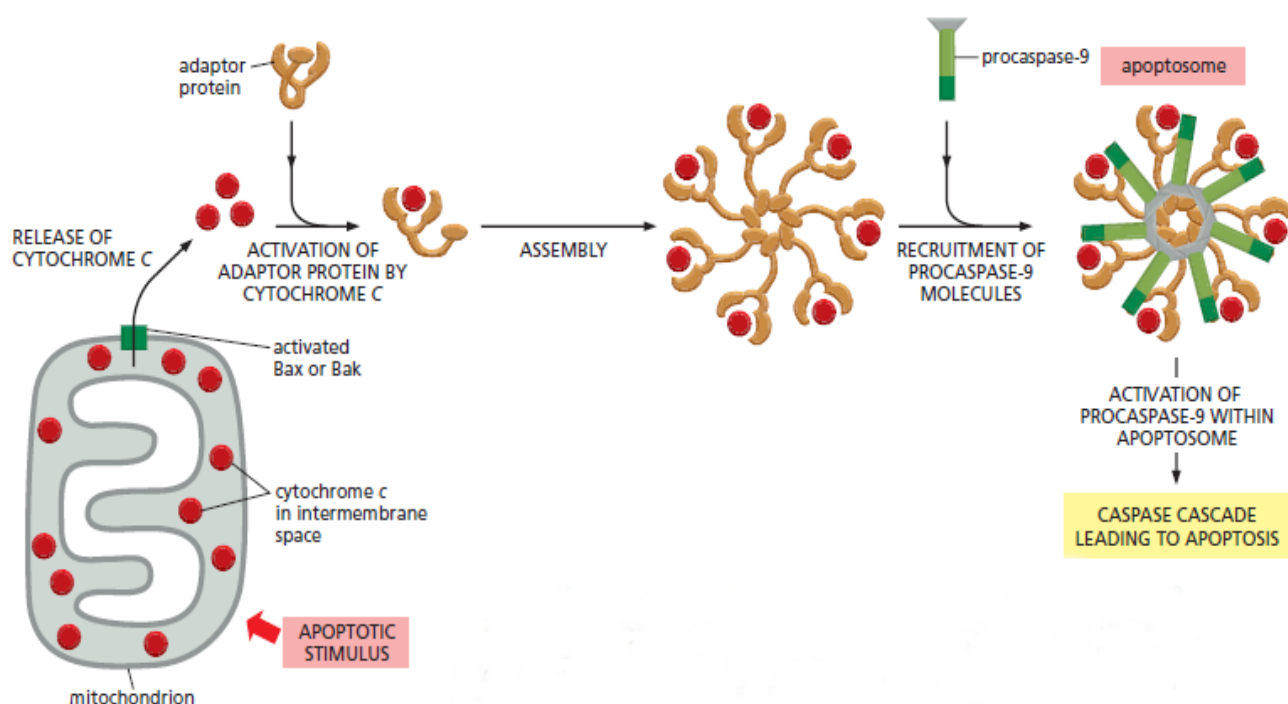 adaptor
protein
procaspase-9
apoptosome
RELEASE OF
CYTOCHROME C
ACTIVATION OF
ADAPTOR PROTEIN BY
CYTOCHROME C
ASSEMBLY
RECRUITMENT OF
PROCASPASE-9
MOLECULES
activated
Bax or Bak
ACTIVATION OF
PROCASPASE-9 WITHIN
APOPTOSOME
cytochrome c
in intermembrane
space
CASPASE CASCADE
LEADING TO APOPTOSIS
APOPTOTIC
STIMULUS
mitochondrion